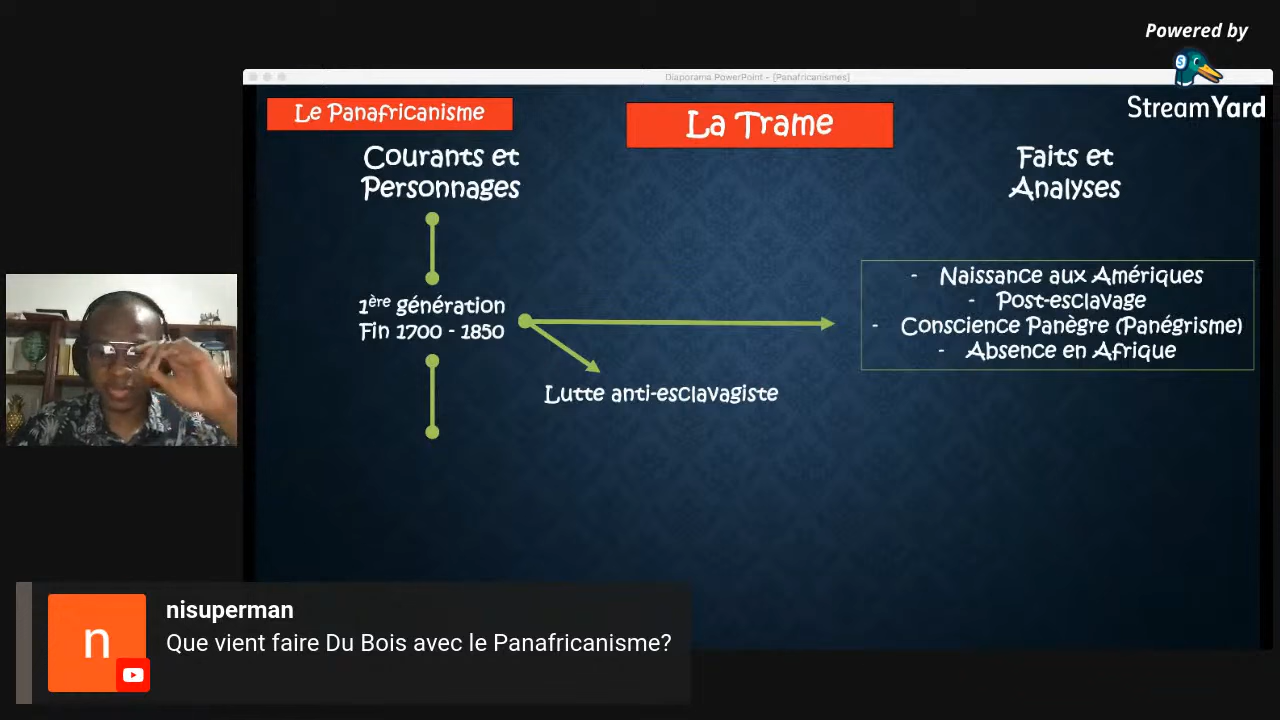 Powered by
StreamYard
Diaporama PowerPoint - [Panafricanismes]
Le Panafricanisme
La Trame
Courants et
Personnages
Faits et
Analyses
1ère génération
Fin 1700 - 1850
Lutte anti-esclavagiste
- Naissance aux Amériques
- Post-esclavage
- Conscience Panègre (Panégrisme)
- Absence en Afrique
n
nisuperman
Que vient faire Du Bois avec le Panafricanisme?